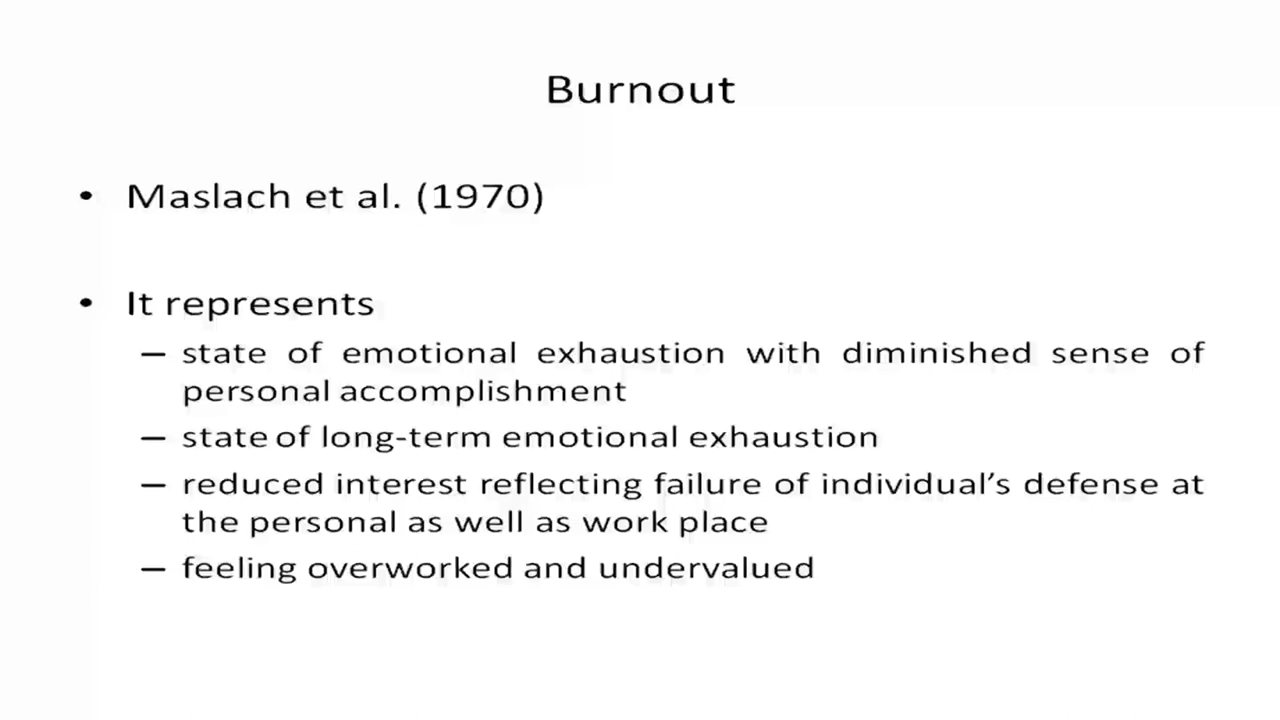 Burnout
• Maslach et al. (1970)
• It represents
– state of emotional exhaustion with diminished sense of
personal accomplishment
– state of long-term emotional exhaustion
– reduced interest reflecting failure of individual’s defense at
the personal as well as work place
– feeling overworked and undervalued